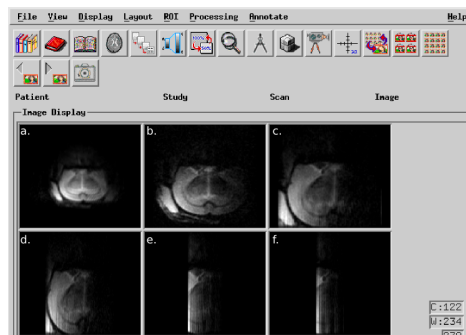 File View Display Layout ROI Processing Annotate Help
Patient Study Scan Image
Image Display
a. b. c.
d. e. f.
C:122
W:234